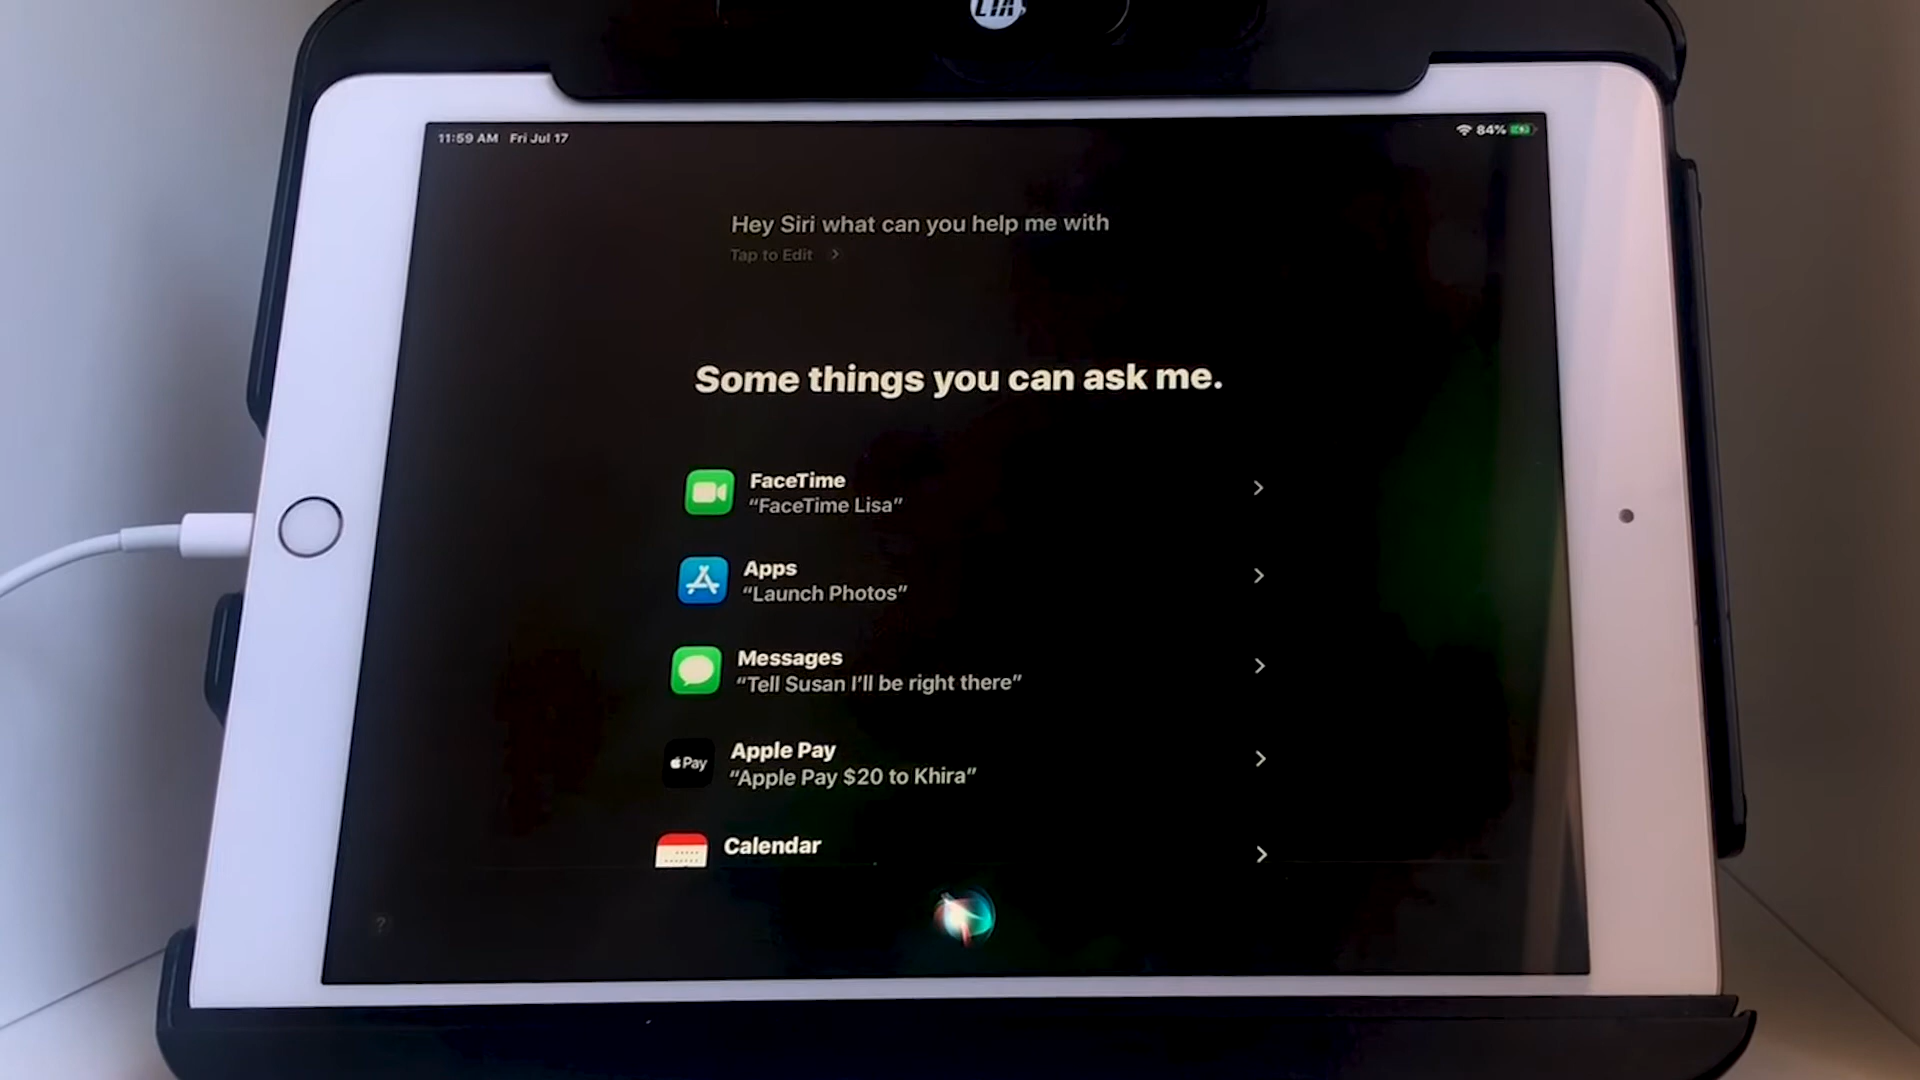 11:59 AM Fri Jul 17
84%
Hey Siri what can you help me with
Tap to Edit
Some things you can ask me.
FaceTime
“FaceTime Lisa”
Apps
“Launch Photos”
Messages
“Tell Susan I’ll be right there”
Pay
Apple Pay
“Apple Pay $20 to Khira”
Calendar
?